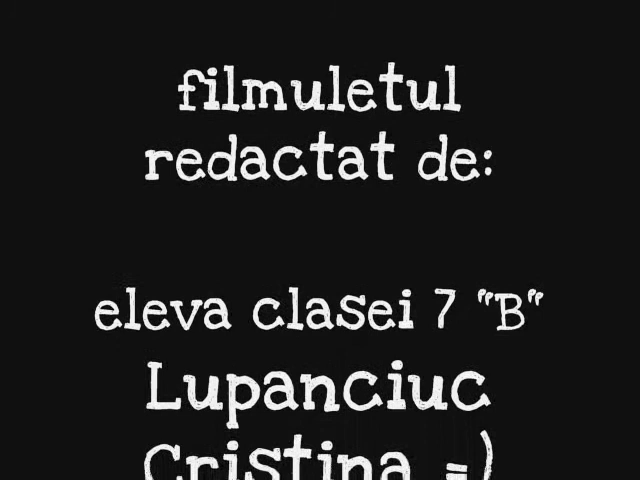 filmuletul
redactat de:
eleva clasei 7 "B"
Lupanciuc
Cristina =)